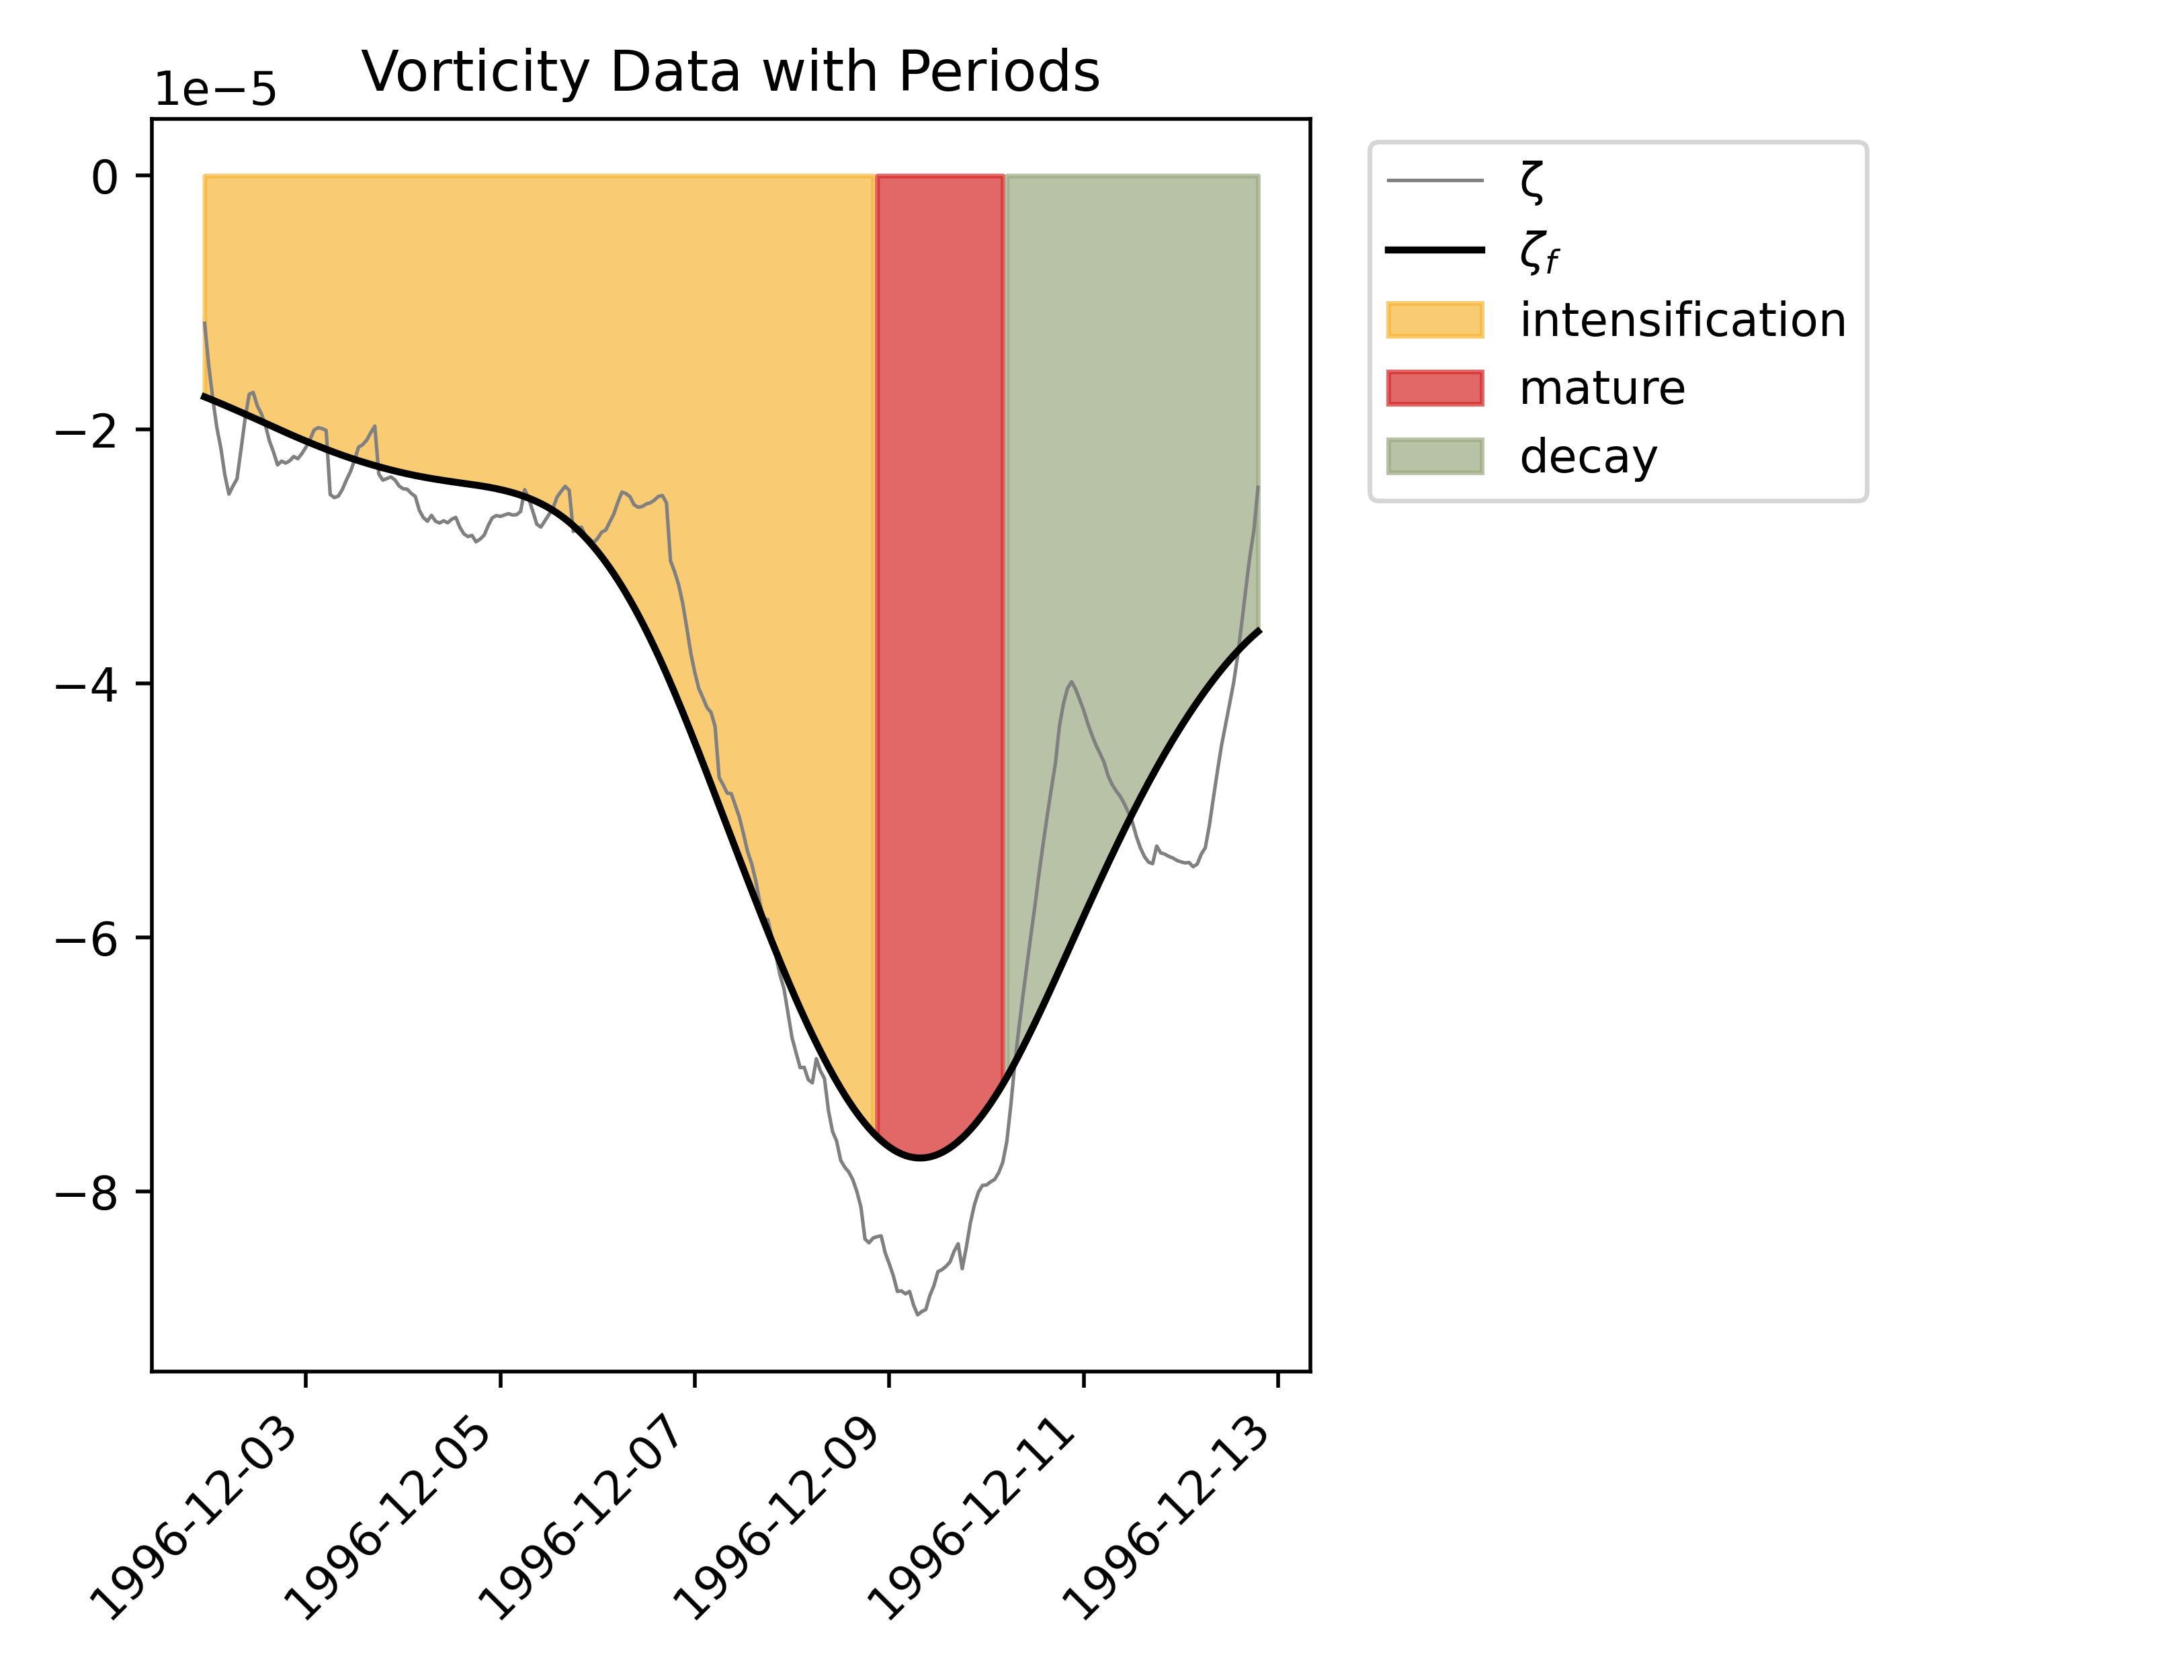 Vorticity Data with Periods
1e−5
0
−2
−4
−6
−8
1996-12-03
1996-12-05
1996-12-07
1996-12-09
1996-12-11
1996-12-13
ζ
ζf
intensification
mature
decay